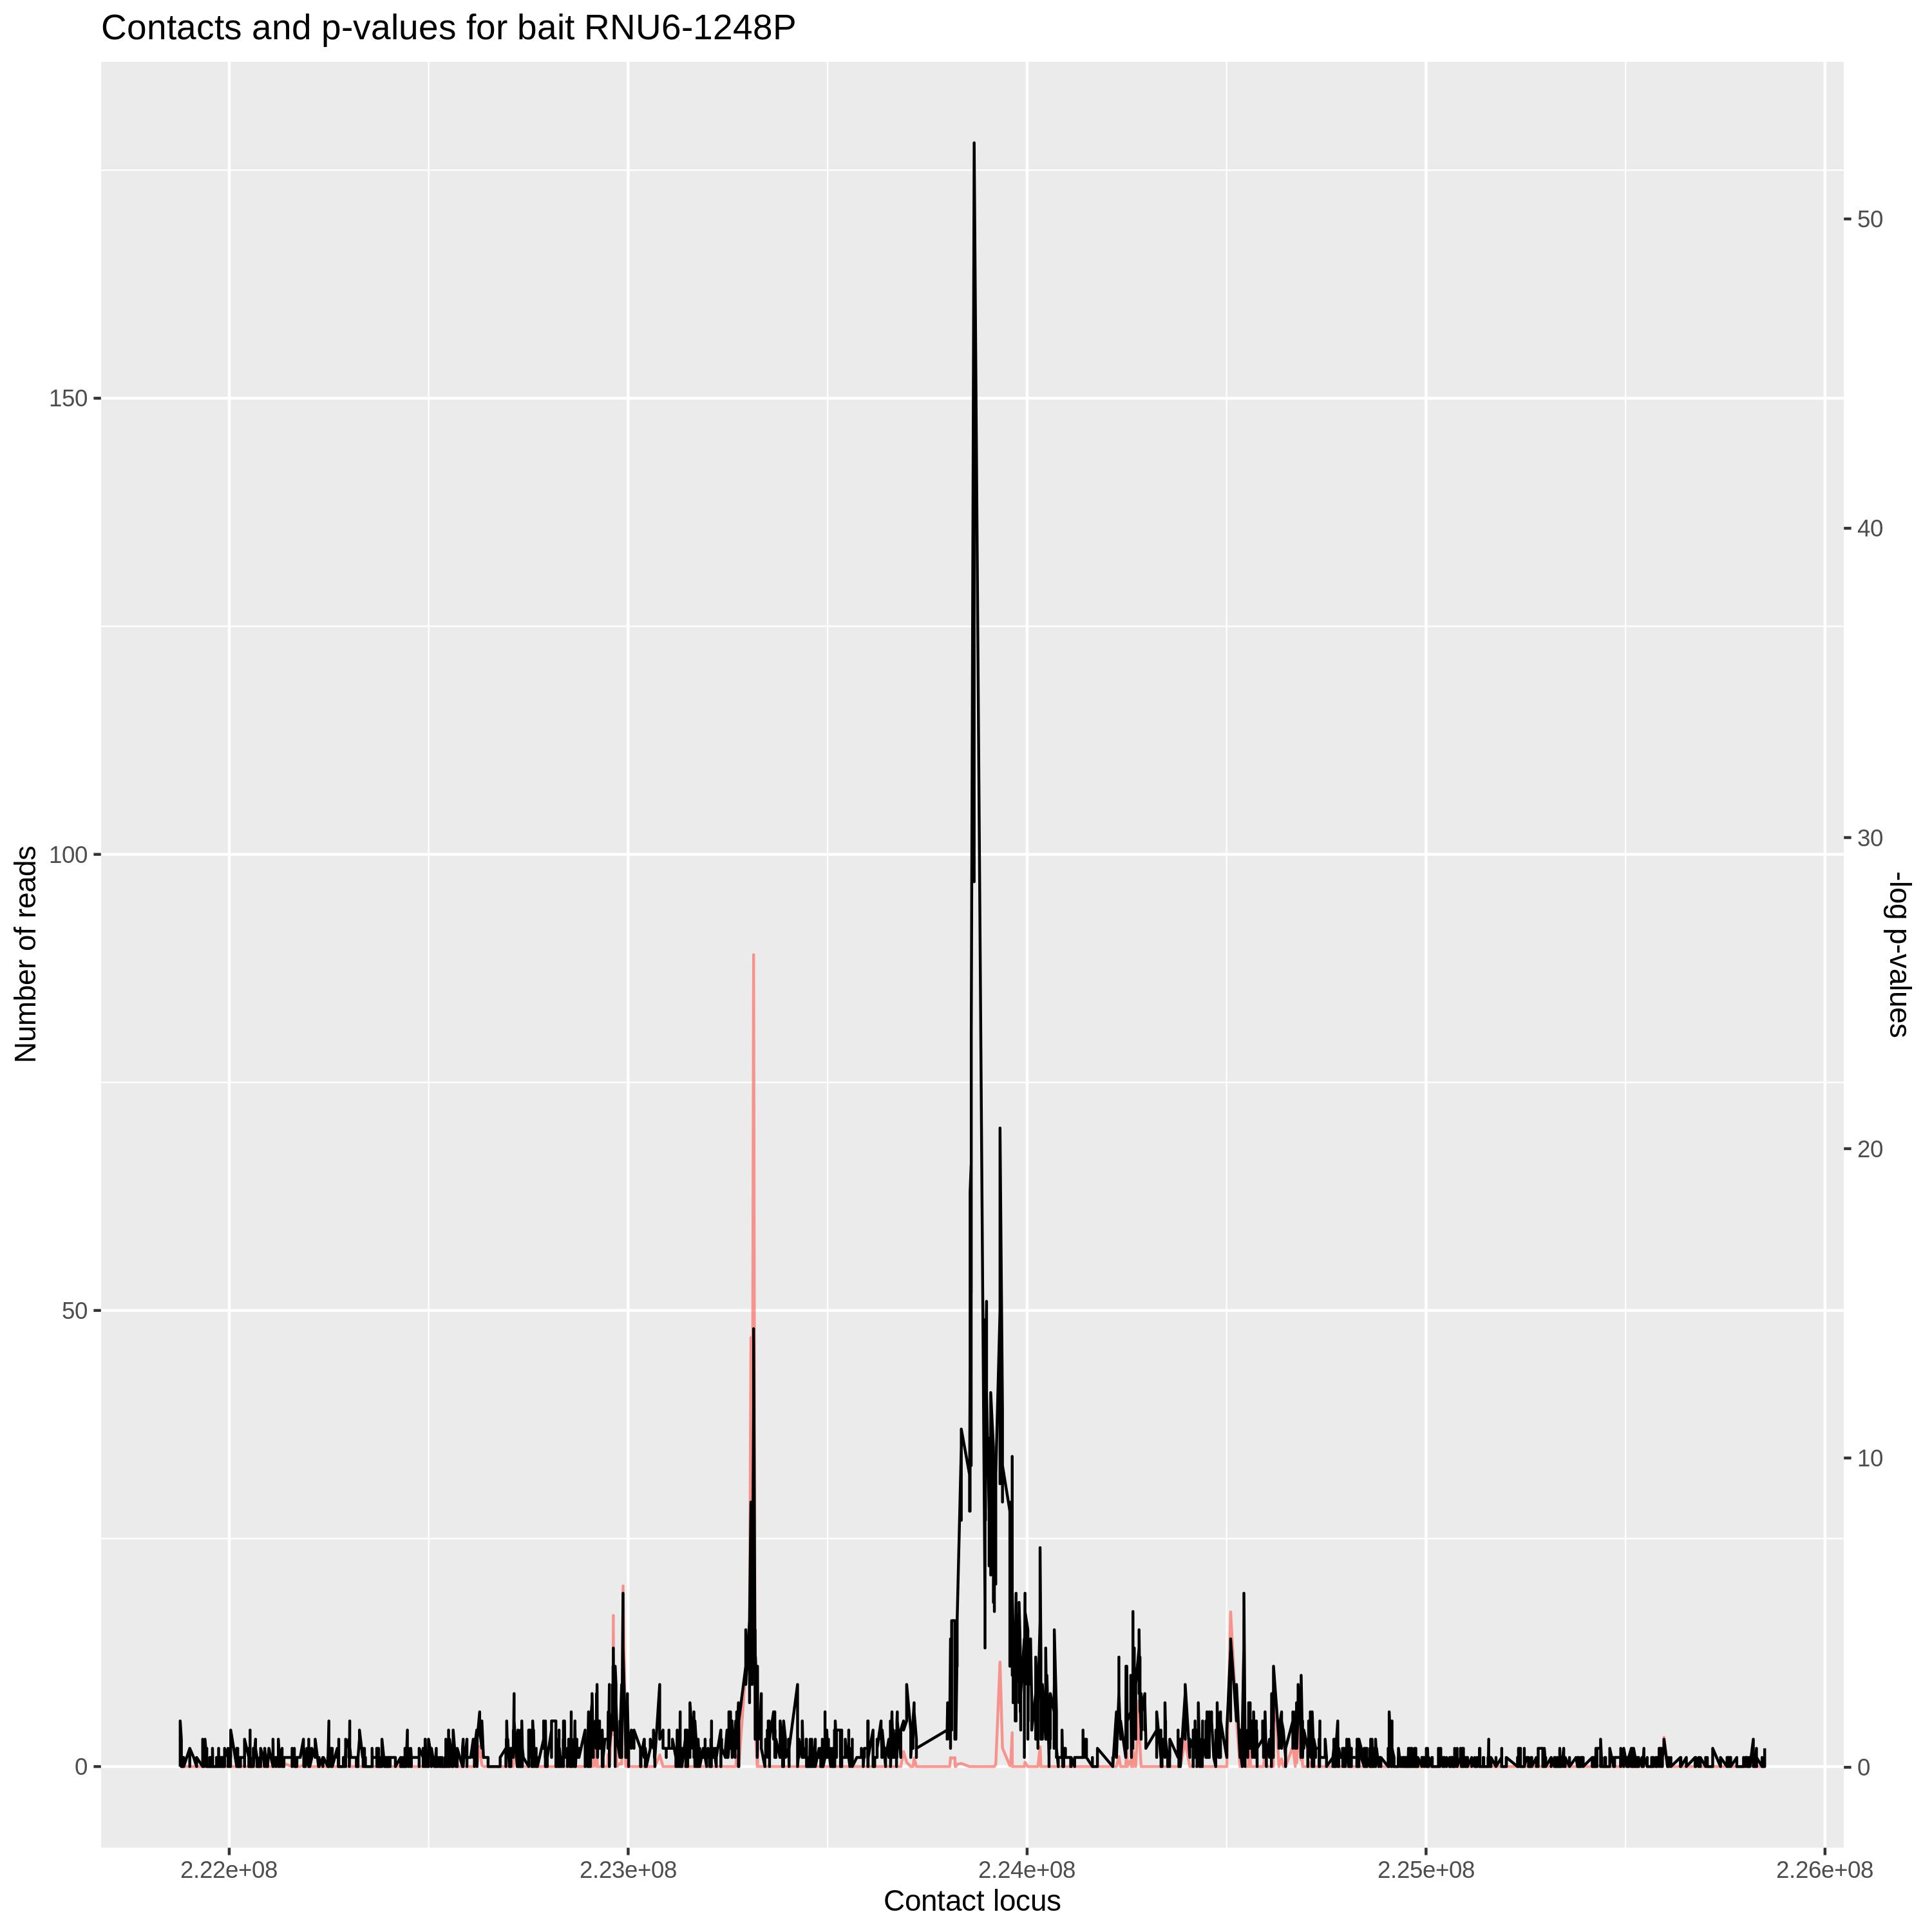 Contacts and p-values for bait RNU6-1248P
150
100
50
0
50
40
30
20
10
0
Number of reads
-log p-values
2.22e+08
2.23e+08
2.24e+08
2.25e+08
2.26e+08
Contact locus